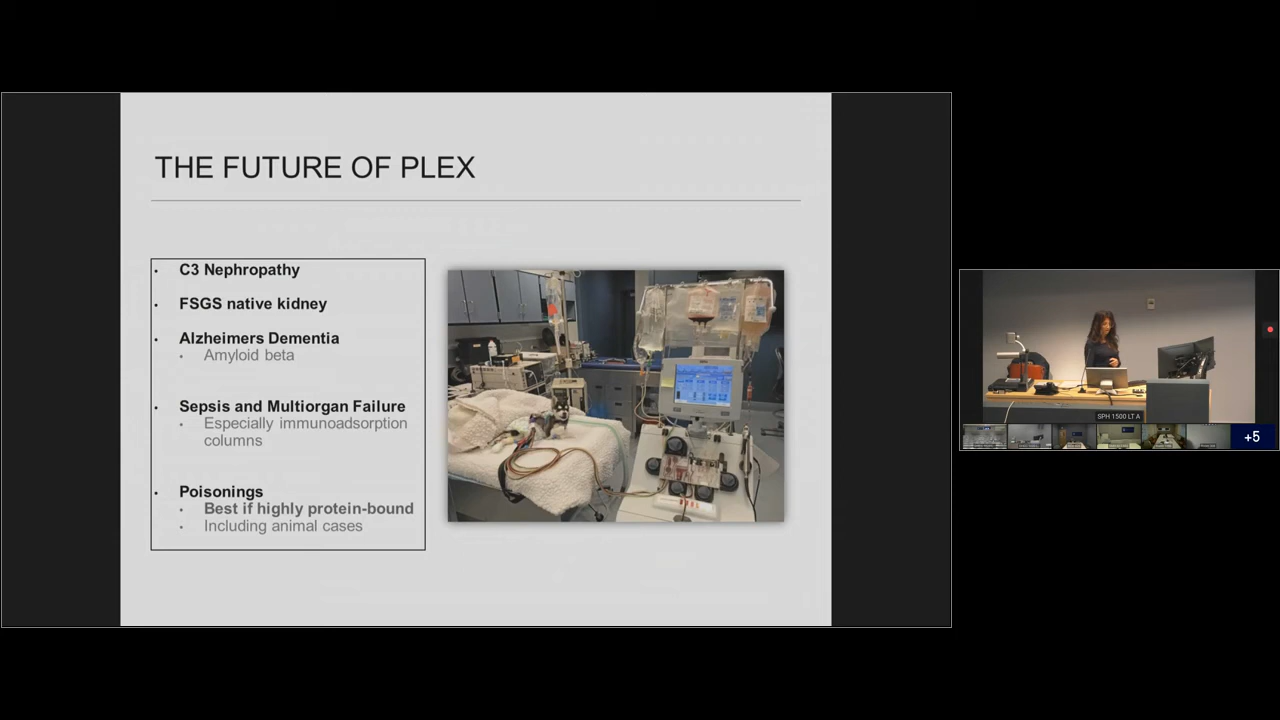 THE FUTURE OF PLEX
• C3 Nephropathy
• FSGS native kidney
• Alzheimers Dementia
• Amyloid beta
• Sepsis and Multiorgan Failure
• Especially immunoadsorption
columns
• Poisonings
• Best if highly protein-bound
• Including animal cases
SPH 1500 LT A
+5